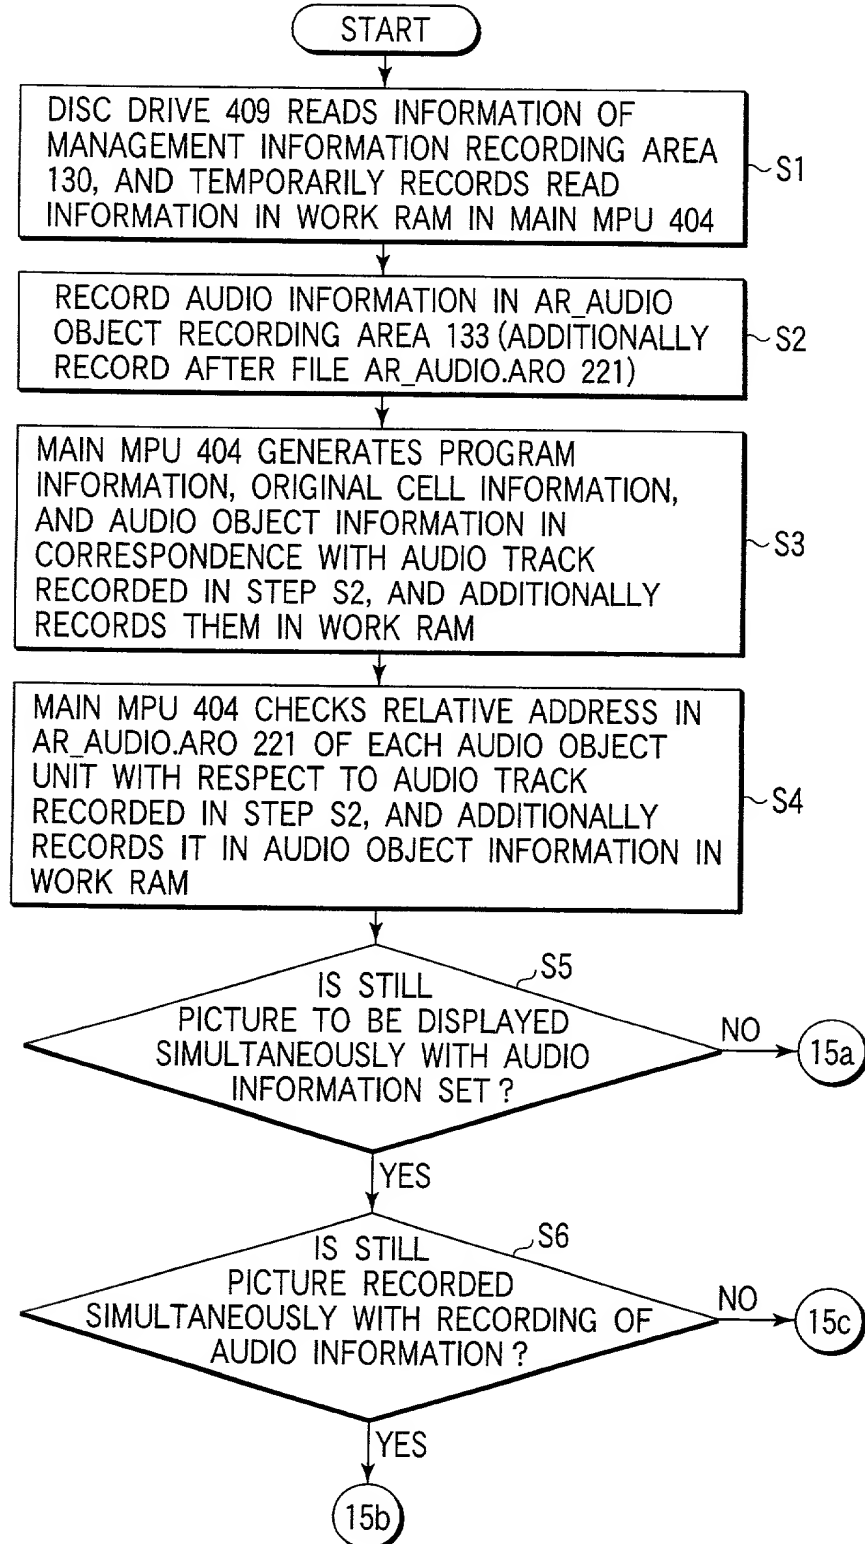 START
DISC DRIVE 409 READS INFORMATION OF
MANAGEMENT INFORMATION RECORDING AREA
130, AND TEMPORARILY RECORDS READ
INFORMATION IN WORK RAM IN MAIN MPU 404
S1
RECORD AUDIO INFORMATION IN AR_AUDIO
OBJECT RECORDING AREA 133 (ADDITIONALLY
RECORD AFTER FILE AR_AUDIO.ARO 221)
S2
MAIN MPU 404 GENERATES PROGRAM
INFORMATION, ORIGINAL CELL INFORMATION,
AND AUDIO OBJECT INFORMATION IN
CORRESPONDENCE WITH AUDIO TRACK
RECORDED IN STEP S2, AND ADDITIONALLY
RECORDS THEM IN WORK RAM
S3
MAIN MPU 404 CHECKS RELATIVE ADDRESS IN
AR_AUDIO.ARO 221 OF EACH AUDIO OBJECT
UNIT WITH RESPECT TO AUDIO TRACK
RECORDED IN STEP S2, AND ADDITIONALLY
RECORDS IT IN AUDIO OBJECT INFORMATION IN
WORK RAM
S4
S5
IS STILL
PICTURE TO BE DISPLAYED
SIMULTANEOUSLY WITH AUDIO
INFORMATION SET ?
NO
15a
YES
S6
IS STILL
PICTURE RECORDED
SIMULTANEOUSLY WITH RECORDING OF
AUDIO INFORMATION ?
NO
15c
YES
15b